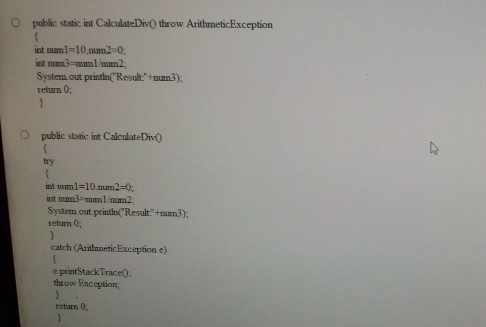 public static int CalculateDiv() throw ArithmeticException
{
int num1=10,num2=0;
int num3=num1/num2;
System.out.println("Result:"+num3);
return 0;
}
public static int CalculateDiv()
{
try
{
int num1=10,num2=0;
int num3=num1/num2;
System.out.println("Result:"+num3);
return 0;
}
catch (ArithmeticException e)
{
e.printStackTrace();
throw Exception;
}
return 0;
}